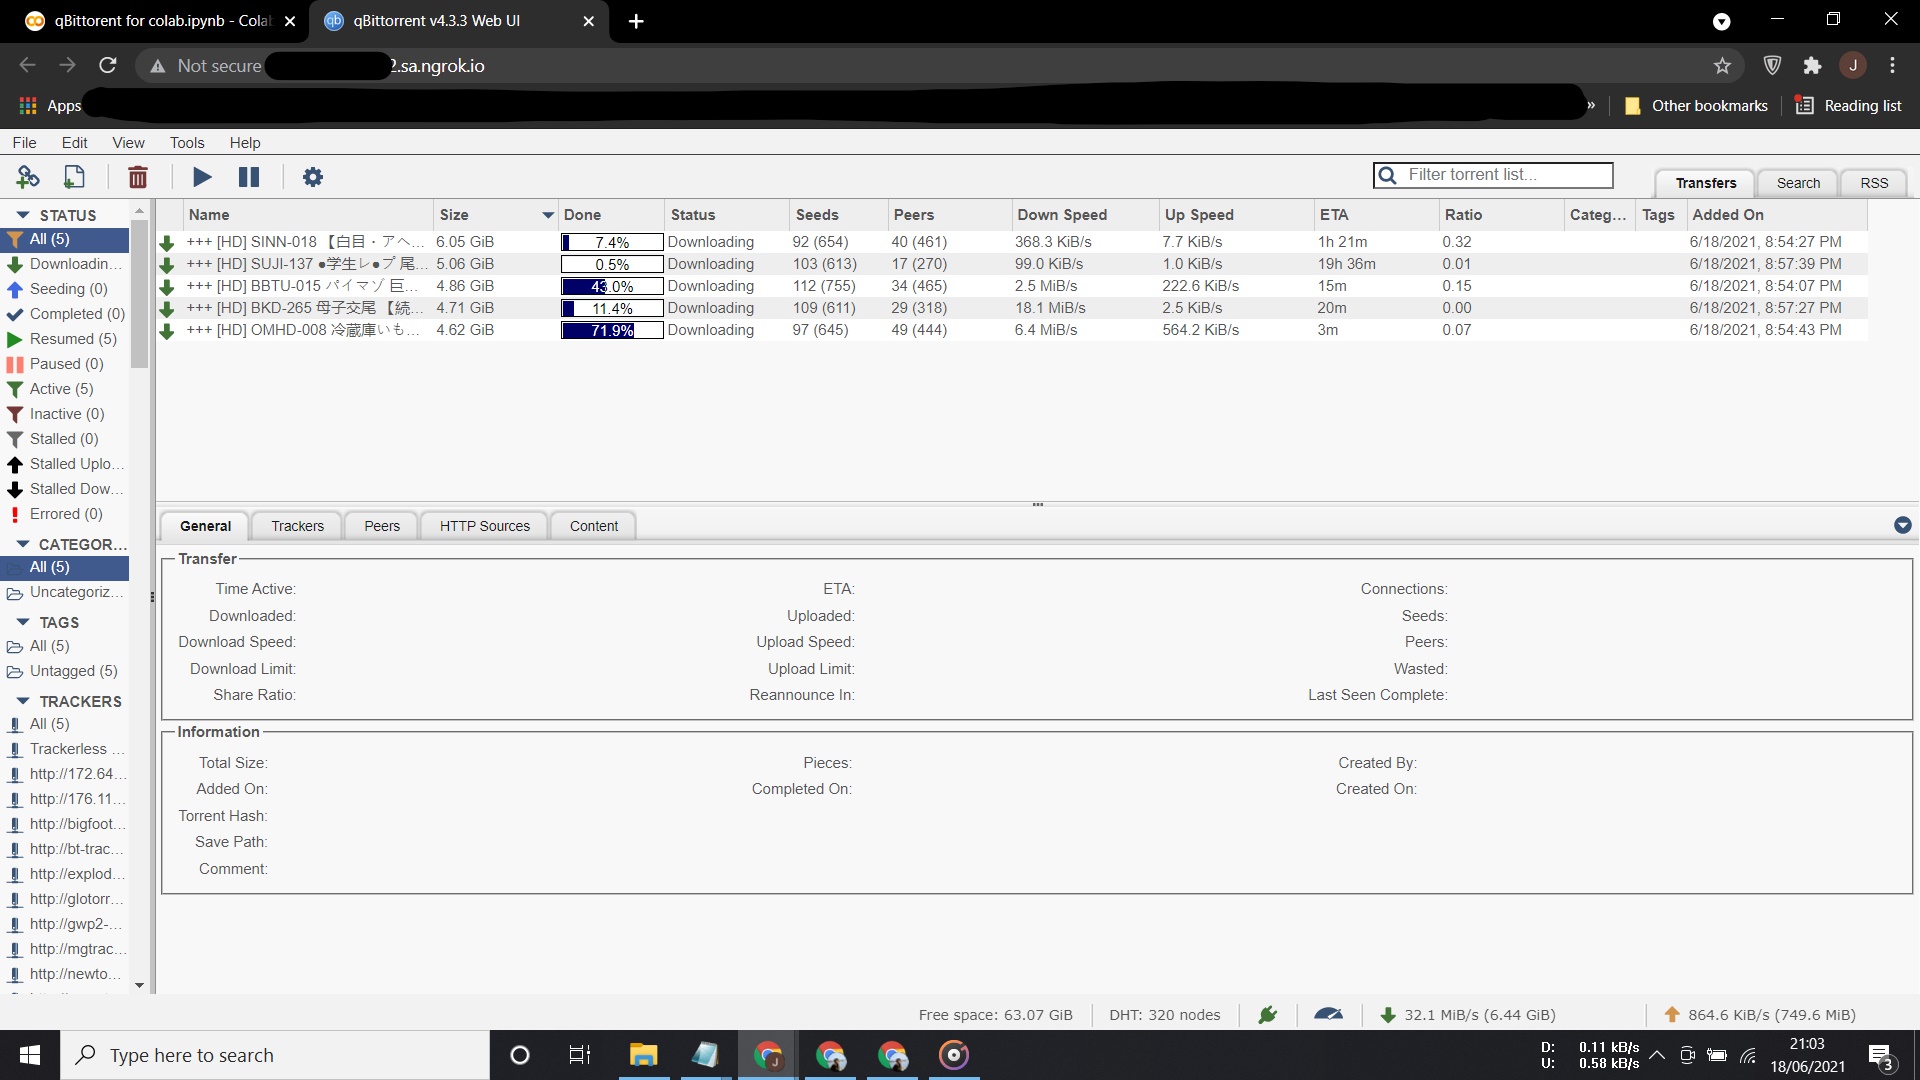 qBittorent for colab.ipynb - Cola
qBittorrent v4.3.3 Web UI
Not secure
2.sa.ngrok.io
Apps
Other bookmarks
Reading list
File Edit View Tools Help
Filter torrent list...
Transfers Search RSS
STATUS
All (5)
Downloadin...
Seeding (0)
Completed (0)
Resumed (5)
Paused (0)
Active (5)
Inactive (0)
Stalled (0)
Stalled Uplo...
Stalled Dow...
Errored (0)
CATEGOR...
All (5)
Uncategoriz...
TAGS
All (5)
Untagged (5)
TRACKERS
All (5)
Trackerless ...
http://172.64...
http://176.11...
http://bigfoot...
http://bt-trac...
http://explod...
http://glotorr...
http://gwp2-...
http://mgtrac...
http://newto...
Name Size Done Status Seeds Peers Down Speed Up Speed ETA Ratio Categ... Tags Added On
+++ [HD] SINN-018 【白目・アヘ... 6.05 GiB 7.4% Downloading 92 (654) 40 (461) 368.3 KiB/s 7.7 KiB/s 1h 21m 0.32 6/18/2021, 8:54:27 PM
+++ [HD] SUJI-137 ●学生レ●プ 尾... 5.06 GiB 0.5% Downloading 103 (613) 17 (270) 99.0 KiB/s 1.0 KiB/s 19h 36m 0.01 6/18/2021, 8:57:39 PM
+++ [HD] BBTU-015 パイマゾ 巨... 4.86 GiB 43.0% Downloading 112 (755) 34 (465) 2.5 MiB/s 222.6 KiB/s 15m 0.15 6/18/2021, 8:54:07 PM
+++ [HD] BKD-265 母子交尾 【続... 4.71 GiB 11.4% Downloading 109 (611) 29 (318) 18.1 MiB/s 2.5 KiB/s 20m 0.00 6/18/2021, 8:57:27 PM
+++ [HD] OMHD-008 冷蔵庫いも... 4.62 GiB 71.9% Downloading 97 (645) 49 (444) 6.4 MiB/s 564.2 KiB/s 3m 0.07 6/18/2021, 8:54:43 PM
General Trackers Peers HTTP Sources Content
Transfer
Time Active: ETA: Connections:
Downloaded: Uploaded: Seeds:
Download Speed: Upload Speed: Peers:
Download Limit: Upload Limit: Wasted:
Share Ratio: Reannounce In: Last Seen Complete:
Information
Total Size: Pieces: Created By:
Added On: Completed On: Created On:
Torrent Hash:
Save Path:
Comment:
Free space: 63.07 GiB DHT: 320 nodes 32.1 MiB/s (6.44 GiB) 864.6 KiB/s (749.6 MiB)
Type here to search
D: 0.11 kB/s
U: 0.58 kB/s
21:03
18/06/2021
3